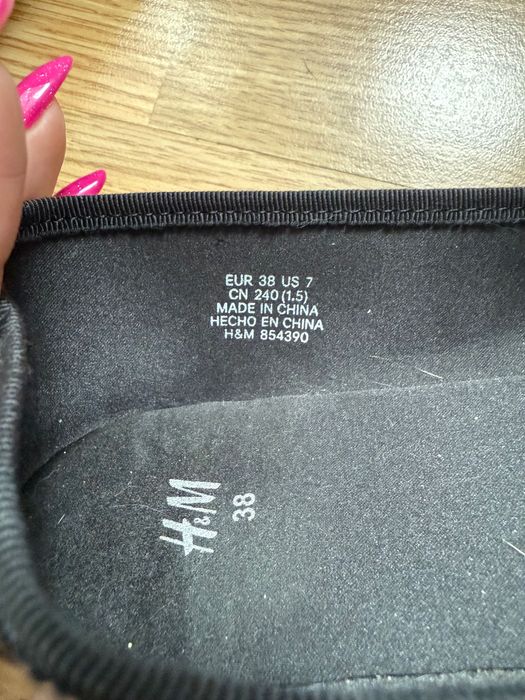 EUR 38 US 7
CN 240 (1.5)
MADE IN CHINA
HECHO EN CHINA
H&M 854390
H&M
38